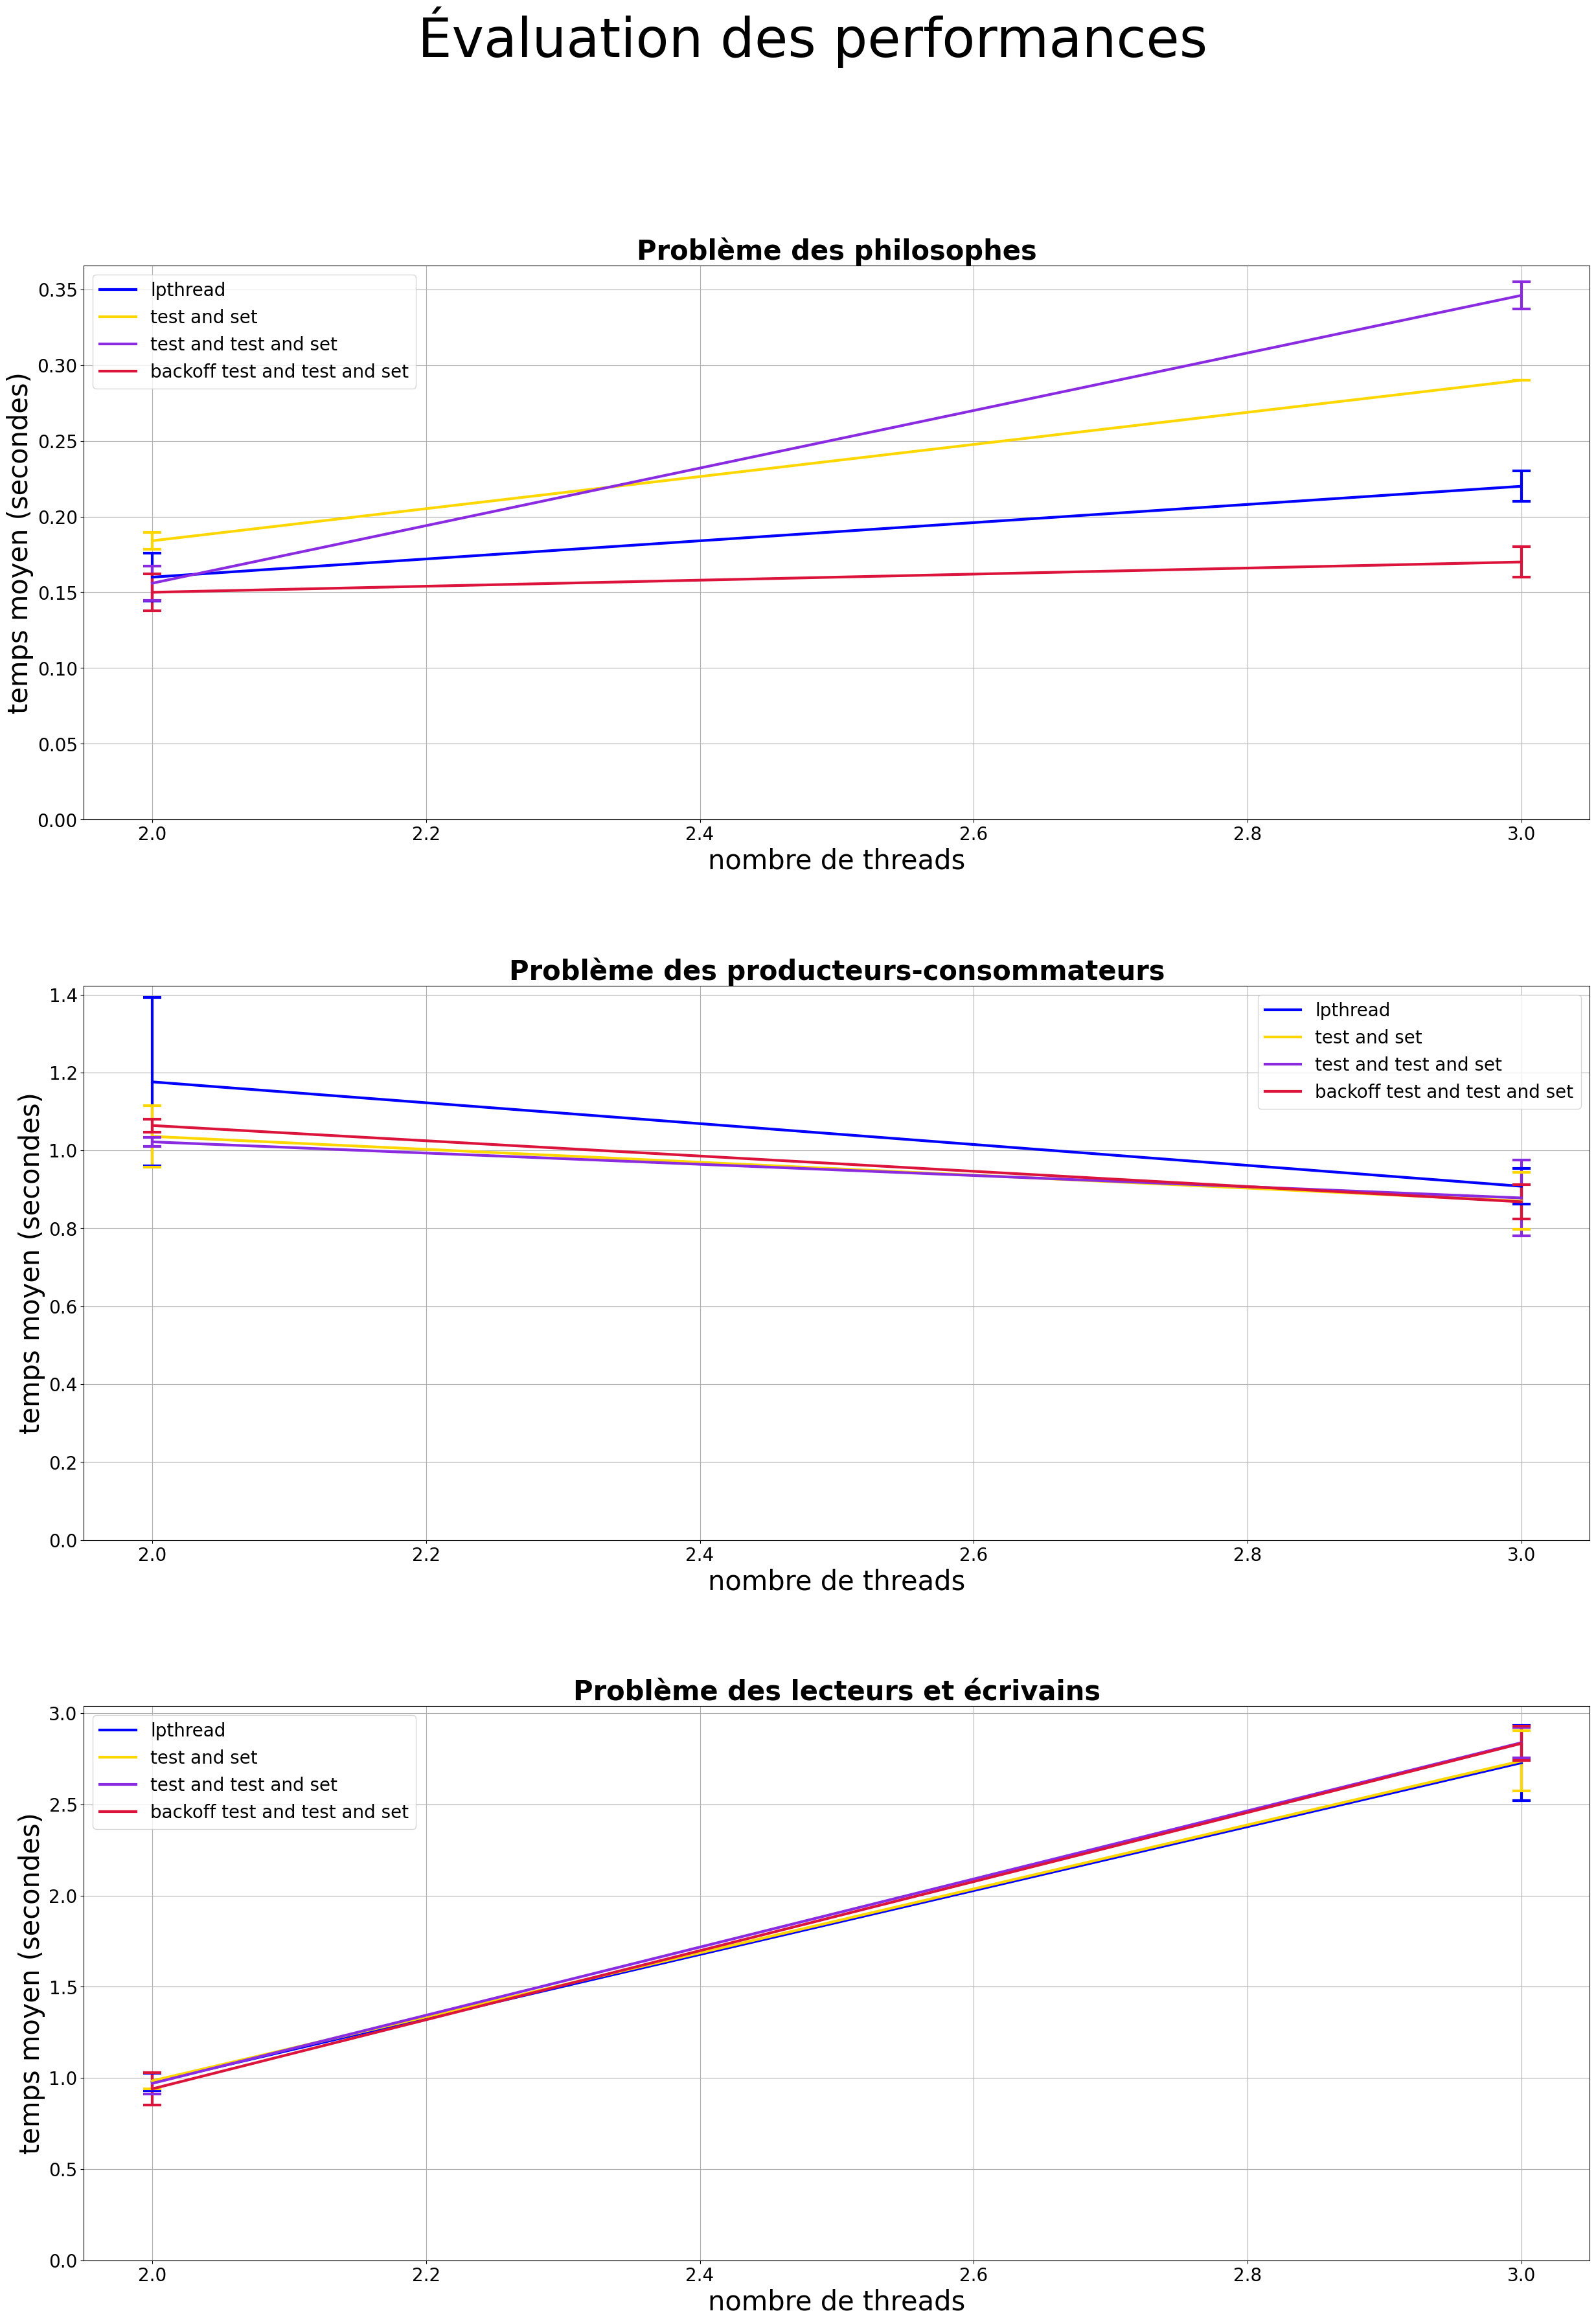 Évaluation des performances
Problème des philosophes
lpthread
test and set
test and test and set
backoff test and test and set
temps moyen (secondes)
0.35
0.30
0.25
0.20
0.15
0.10
0.05
0.00
2.0 2.2 2.4 2.6 2.8 3.0
nombre de threads
Problème des producteurs-consommateurs
lpthread
test and set
test and test and set
backoff test and test and set
temps moyen (secondes)
1.4
1.2
1.0
0.8
0.6
0.4
0.2
0.0
2.0 2.2 2.4 2.6 2.8 3.0
nombre de threads
Problème des lecteurs et écrivains
lpthread
test and set
test and test and set
backoff test and test and set
temps moyen (secondes)
3.0
2.5
2.0
1.5
1.0
0.5
0.0
2.0 2.2 2.4 2.6 2.8 3.0
nombre de threads